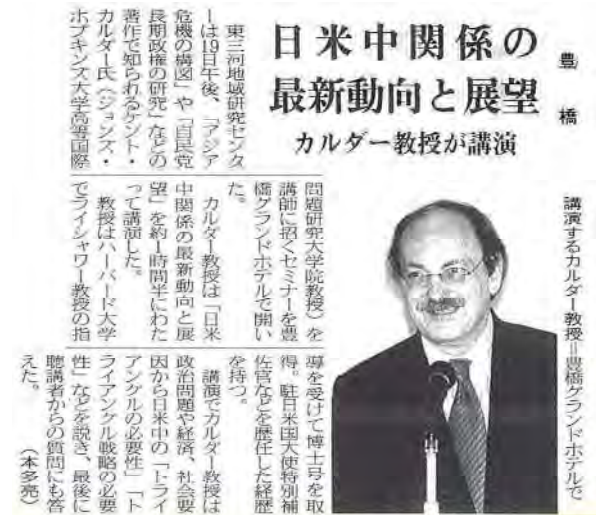 豊橋
日米中関係の
最新動向と展望
カルダー教授が講演
東三河地域研究センタ
ーは19日午後、「アジア
危機の構図」や「自民党
長期政権の研究」などの
著作で知られるケント・
カルダー氏(ジョンズ・
ホプキンズ大学高等国際
問題研究大学院教授)を
講師に招くセミナーを豊
橋グランドホテルで開い
た。
カルダー教授は「日米
中関係の最新動向と展
望」を約1時間半にわた
って講演した。
教授はハーバード大学
でライシャワー教授の指
導を受けて博士号を取
得。駐日米国大使特別補
佐官などを歴任した経歴
を持つ。
講演でカルダー教授は
政治問題や経済、社会要
因から日米中の「トライ
アングルの必要性」「ト
ライアンゲル戦略の必要
性」などを説き、最後に
聴講者からの質問にも答
えた。 (本多亮)
講演するカルダー教授=豊橋グランドホテルで